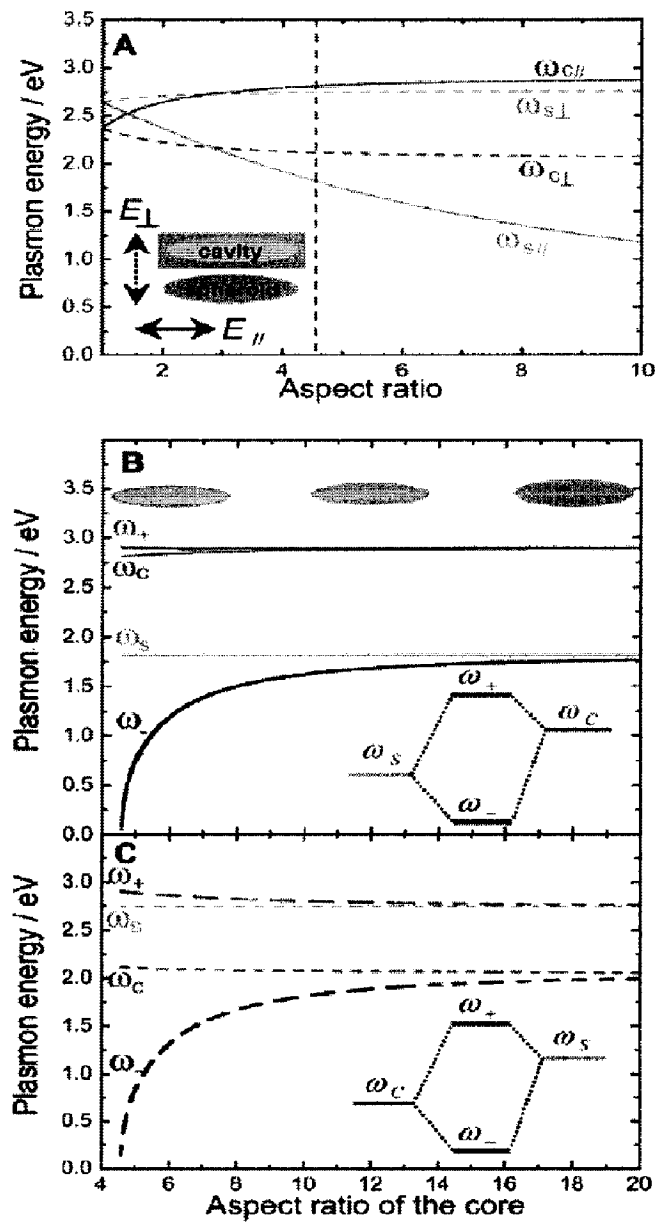 A
3.5
3.0
2.5
2.0
1.5
1.0
0.5
0.0
Plasmon energy / eV
ωC//
ωS⊥
ωC⊥
ωS//
E⊥
cavity
E //
2 4 6 8 10
Aspect ratio
B
3.5
3.0
2.5
2.0
1.5
1.0
0.5
0.0
Plasmon energy / eV
ω+
ωC
ωS
ω-
ω+
ωC
ωS
ω−
C
3.0
2.5
2.0
1.5
1.0
0.5
0.0
Plasmon energy / eV
ω+
ωS
ωC
ω-
ω+
ωS
ωC
ω−
4 6 8 10 12 14 16 18 20
Aspect ratio of the core